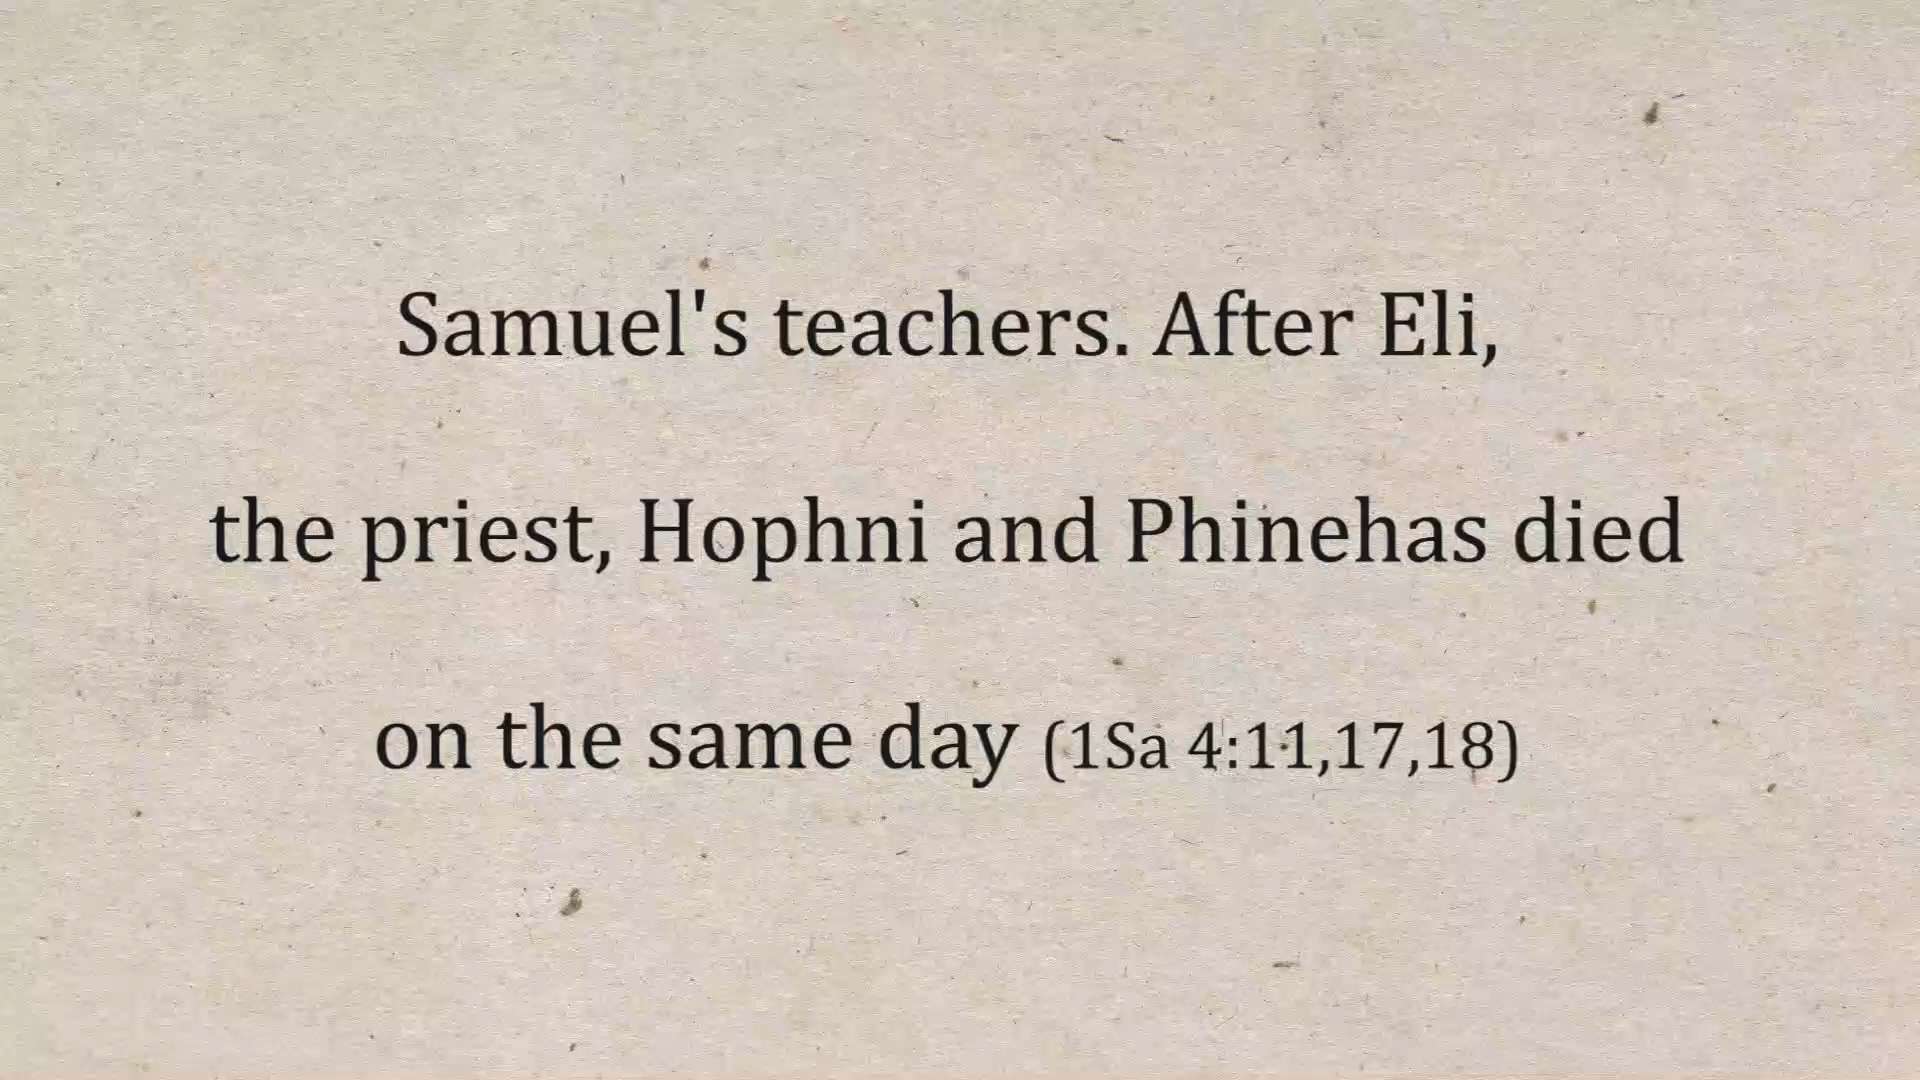 Samuel's teachers. After Eli,
the priest, Hophni and Phinehas died
on the same day (1Sa 4:11,17,18)